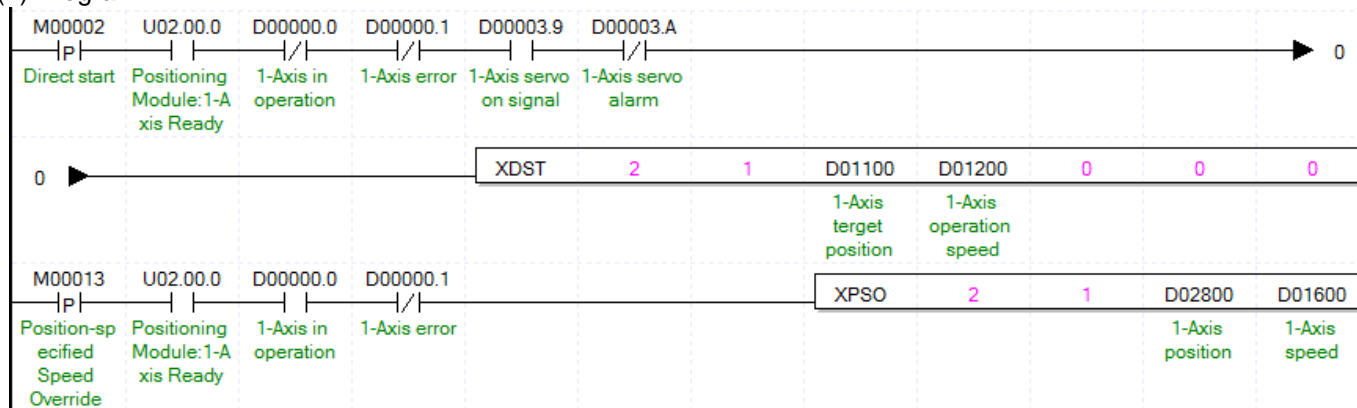 M00002 U02.00.0 D00000.0 D00000.1 D00003.9 D00003.A
P
0
Direct start Positioning 1-Axis in 1-Axis error 1-Axis servo 1-Axis servo
Module:1-A operation on signal alarm
xis Ready
0 XDST 2 1 D01100 D01200 0 0 0
1-Axis 1-Axis
terget operation
position speed
M00013 U02.00.0 D00000.0 D00000.1
P
XPSO 2 1 D02800 D01600
Position-sp Positioning 1-Axis in 1-Axis error 1-Axis 1-Axis
ecified Module:1-A operation position speed
Speed xis Ready
Override